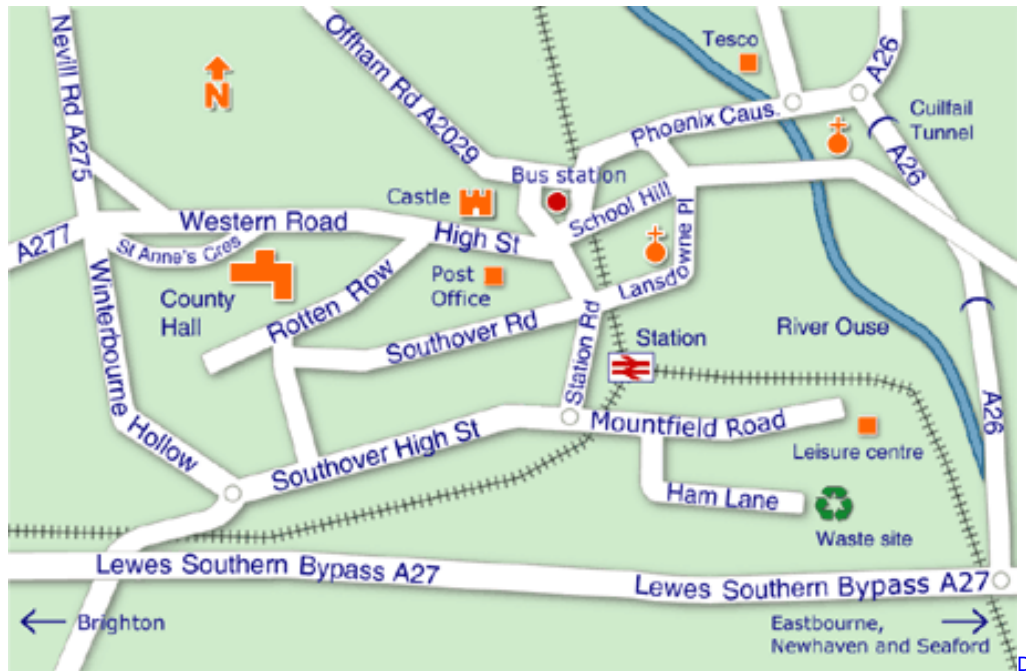 Nevill Rd A275
Offham Rd A2029
Tesco
A26
N
Phoenix Caus.
Cuilfail
Tunnel
A26
Bus station
Castle
School Hill
Western Road
High St
A277
St Anne's Cres
Lansdowne Pl
County
Hall
Post
Office
Winterbourne Hollow
Rotten Row
Southover Rd
Station Rd
Station
River Ouse
A26
Mountfield Road
Southover High St
Leisure centre
Ham Lane
Waste site
Lewes Southern Bypass A27
Lewes Southern Bypass A27
Brighton
Eastbourne,
Newhaven and Seaford